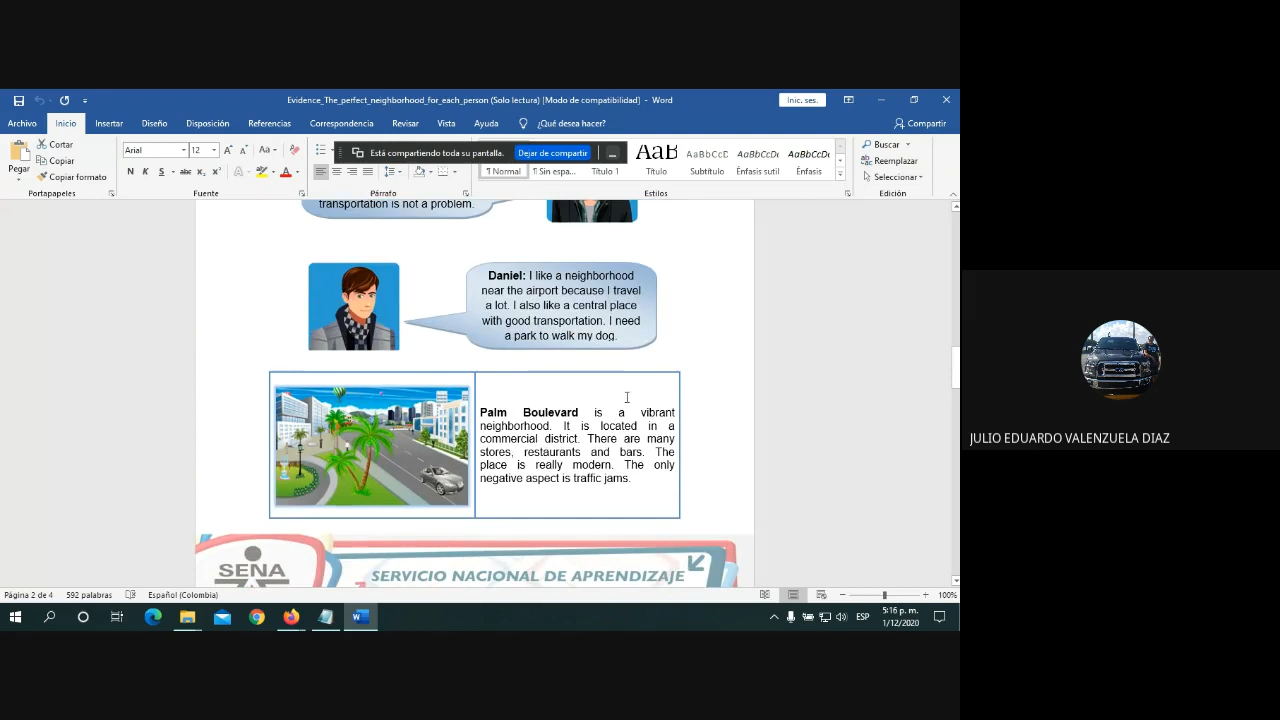 Evidence_The_perfect_neighborhood_for_each_person (Solo lectura) [Modo de compatibilidad] - Word
Inic. ses.
Archivo Inicio Insertar Diseño Disposición Referencias Correspondencia Revisar Vista Ayuda ¿Qué desea hacer? Compartir
Pegar
Cortar
Copiar
Copiar formato
Portapapeles
Arial 12
N K S abc x₂ x²
Fuente
Está compartiendo toda su pantalla. Dejar de compartir
Párrafo
AaB AaBbCcD AaBbCcDc AaBbCcDc
¶ Normal ¶ Sin espa... Título 1 Título Subtítulo Énfasis sutil Énfasis
Estilos
Buscar
Reemplazar
Seleccionar
Edición
transportation is not a problem.
Daniel: I like a neighborhood
near the airport because I travel
a lot. I also like a central place
with good transportation. I need
a park to walk my dog.
Palm Boulevard is a vibrant
neighborhood. It is located in a
commercial district. There are many
stores, restaurants and bars. The
place is really modern. The only
negative aspect is traffic jams.
SENA
SERVICIO NACIONAL DE APRENDIZAJE
JULIO EDUARDO VALENZUELA DIAZ
Página 2 de 4 592 palabras Español (Colombia) 100%
ESP
5:16 p. m.
1/12/2020